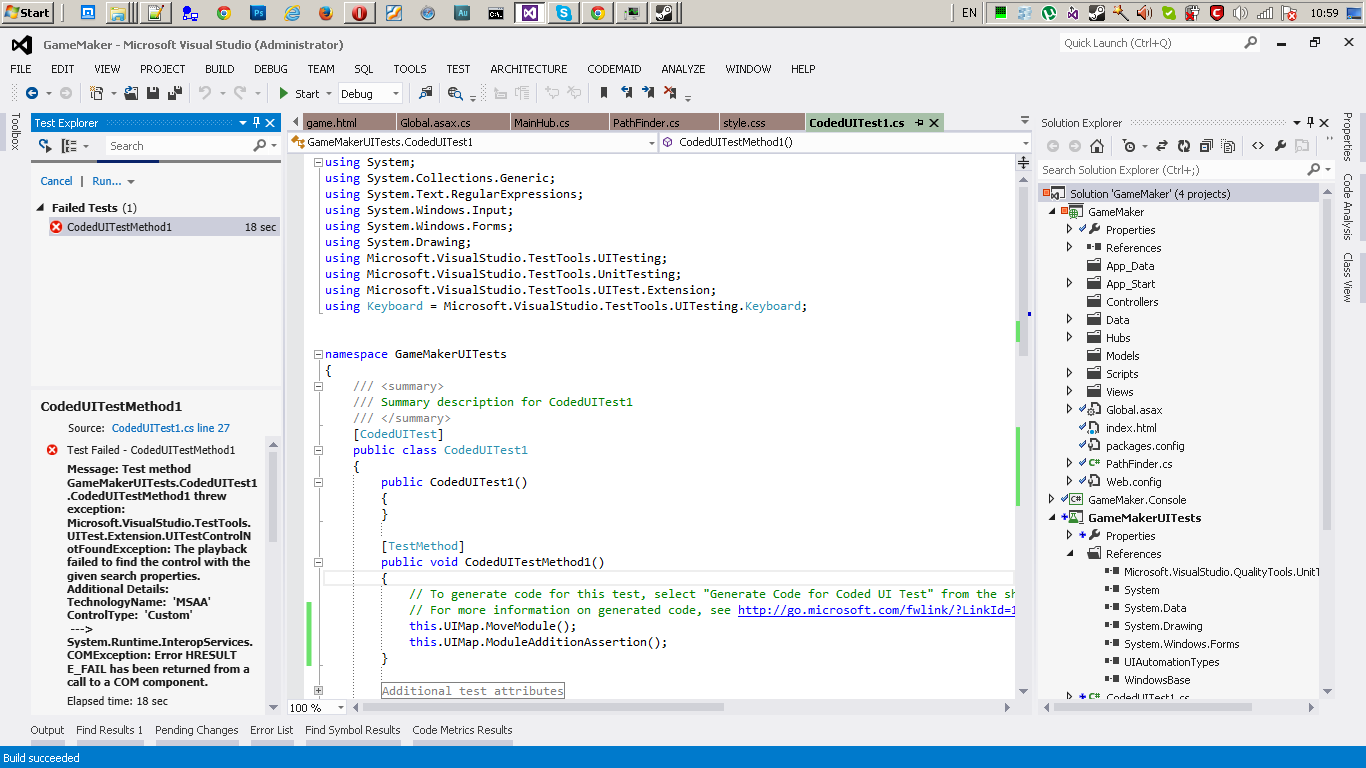 Start
EN
10:59
GameMaker - Microsoft Visual Studio (Administrator)
Quick Launch (Ctrl+Q)
FILE EDIT VIEW PROJECT BUILD DEBUG TEAM SQL TOOLS TEST ARCHITECTURE CODEMAID ANALYZE WINDOW HELP
Start Debug
Toolbox
Test Explorer
Search
Cancel | Run...
Failed Tests (1)
CodedUITestMethod1 18 sec
CodedUITestMethod1
Source: CodedUITest1.cs line 27
Test Failed - CodedUITestMethod1
Message: Test method
GameMakerUITests.CodedUITest1
.CodedUITestMethod1 threw
exception:
Microsoft.VisualStudio.TestTools.
UITest.Extension.UITestControlN
otFoundException: The playback
failed to find the control with the
given search properties.
Additional Details:
TechnologyName: 'MSAA'
ControlType: 'Custom'
--->
System.Runtime.InteropServices.
COMException: Error HRESULT
E_FAIL has been returned from a
call to a COM component.
Elapsed time: 18 sec
game.html Global.asax.cs MainHub.cs PathFinder.cs style.css CodedUITest1.cs
GameMakerUITests.CodedUITest1 CodedUITestMethod1()
using System;
using System.Collections.Generic;
using System.Text.RegularExpressions;
using System.Windows.Input;
using System.Windows.Forms;
using System.Drawing;
using Microsoft.VisualStudio.TestTools.UITesting;
using Microsoft.VisualStudio.TestTools.UnitTesting;
using Microsoft.VisualStudio.TestTools.UITest.Extension;
using Keyboard = Microsoft.VisualStudio.TestTools.UITesting.Keyboard;
namespace GameMakerUITests
{
/// <summary>
/// Summary description for CodedUITest1
/// </summary>
[CodedUITest]
public class CodedUITest1
{
public CodedUITest1()
{
}
[TestMethod]
public void CodedUITestMethod1()
{
// To generate code for this test, select "Generate Code for Coded UI Test" from the sh
// For more information on generated code, see http://go.microsoft.com/fwlink/?LinkId=1
this.UIMap.MoveModule();
this.UIMap.ModuleAdditionAssertion();
}
Additional test attributes
100 %
Solution Explorer
Search Solution Explorer (Ctrl+;)
Solution 'GameMaker' (4 projects)
GameMaker
Properties
References
App_Data
App_Start
Controllers
Data
Hubs
Models
Scripts
Views
Global.asax
index.html
packages.config
PathFinder.cs
Web.config
GameMaker.Console
GameMakerUITests
Properties
References
Microsoft.VisualStudio.QualityTools.UnitT
System
System.Data
System.Drawing
System.Windows.Forms
UIAutomationTypes
WindowsBase
CodedUITest1.cs
Properties
Code Analysis
Class View
Output Find Results 1 Pending Changes Error List Find Symbol Results Code Metrics Results
Build succeeded